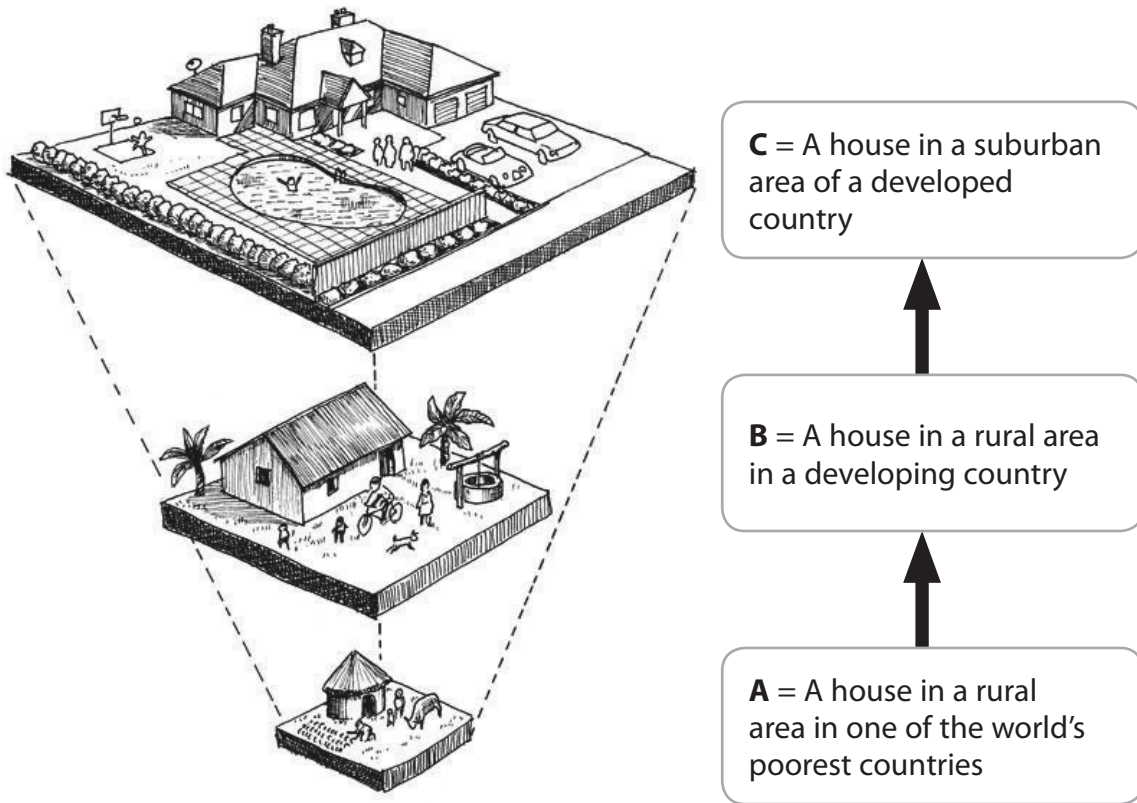 C = A house in a suburban
area of a developed
country
B = A house in a rural area
in a developing country
A = A house in a rural
area in one of the world’s
poorest countries